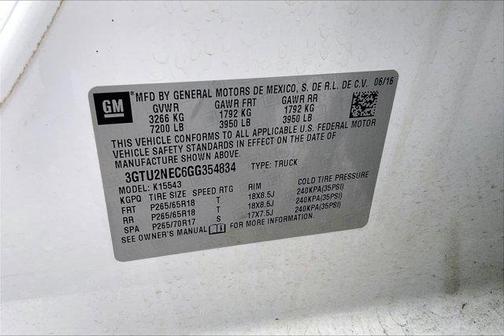 GM
MFD BY GENERAL MOTORS DE MEXICO, S. DE R.L. DE C.V. 06/16
GVWR GAWR FRT GAWR RR
3266 KG 1792 KG 1792 KG
7200 LB 3950 LB 3950 LB
THIS VEHICLE CONFORMS TO ALL APPLICABLE U.S. FEDERAL MOTOR
VEHICLE SAFETY STANDARDS IN EFFECT ON THE DATE OF
MANUFACTURE SHOWN ABOVE.
3GTU2NEC6GG354834 TYPE: TRUCK
MODEL: K15543
KGPQ TIRE SIZE SPEED RTG RIM COLD TIRE PRESSURE
FRT P265/65R18 T 18X8.5J 240KPA(35PSI)
RR P265/65R18 T 18X8.5J 240KPA(35PSI)
SPA P265/70R17 S 17X7.5J 240KPA(35PSI)
SEE OWNER'S MANUAL FOR MORE INFORMATION.